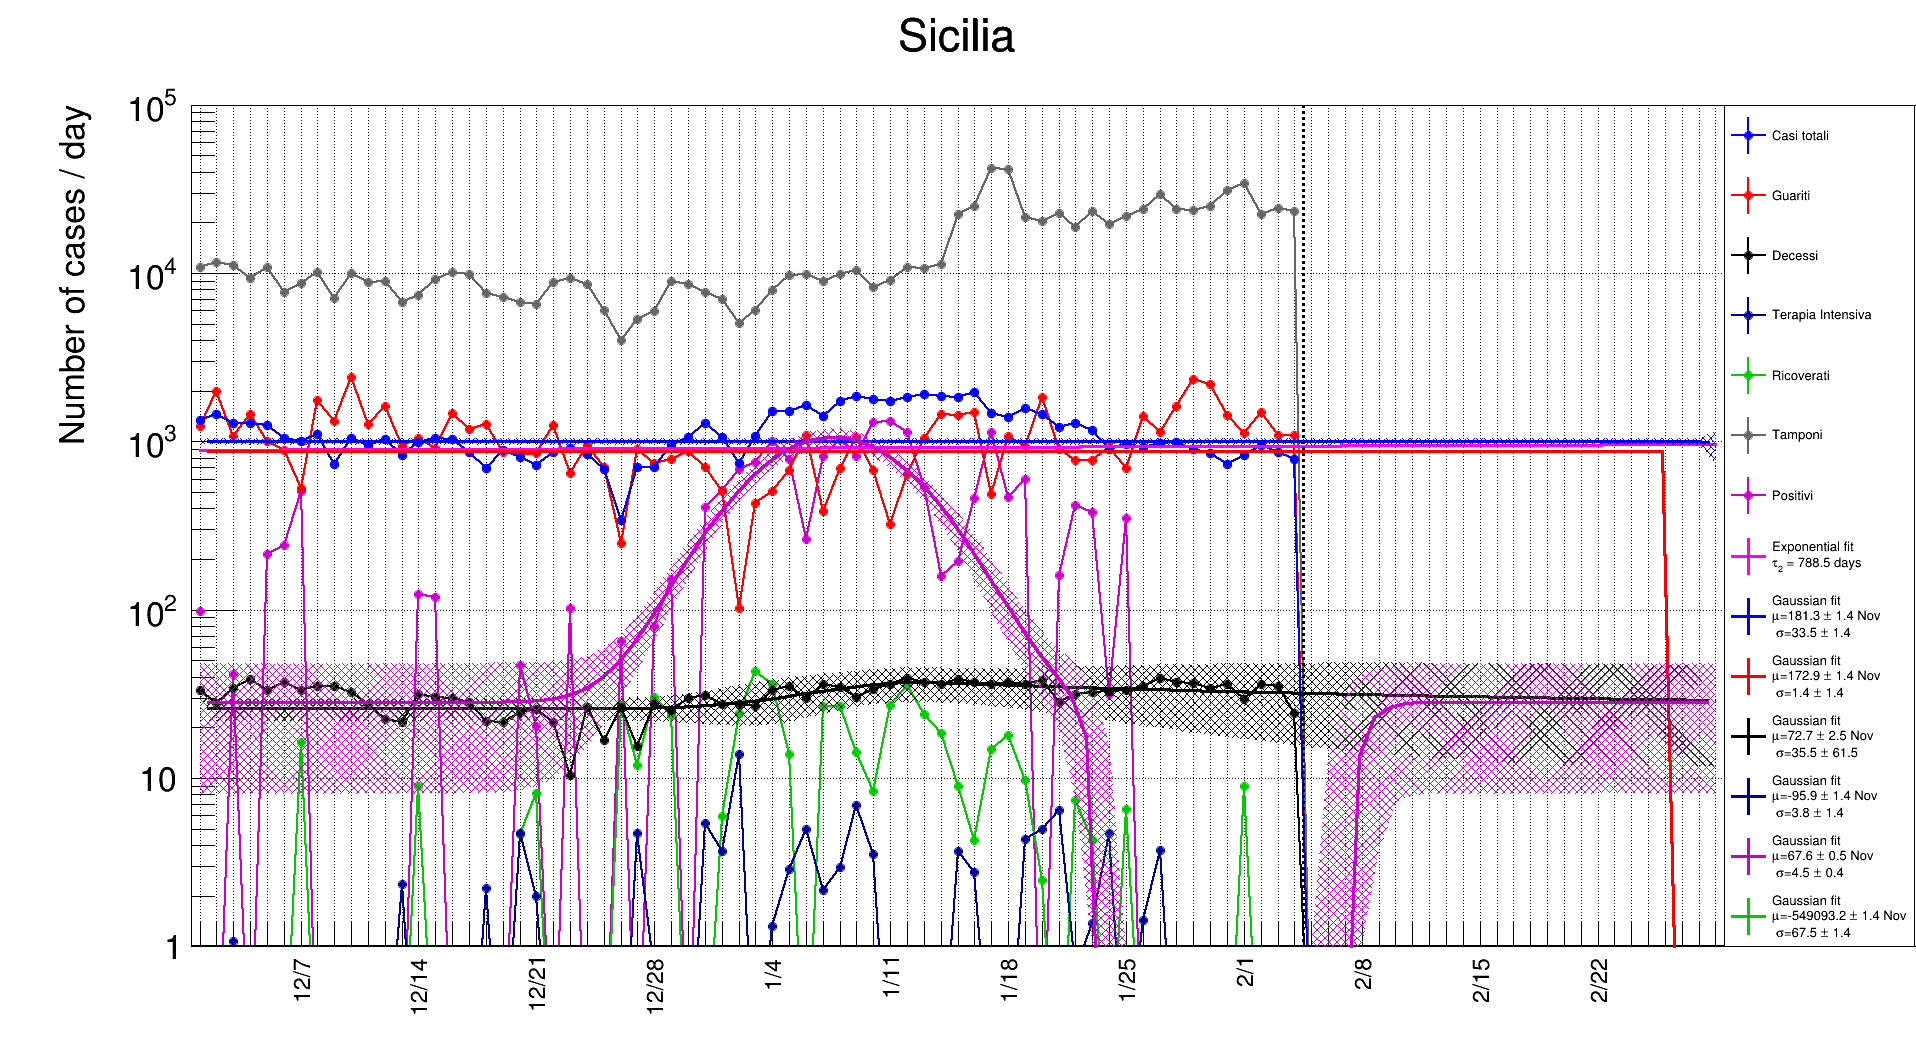 Sicilia
Number of cases / day
10^5
10^4
10^3
10^2
10
1
12/7
12/14
12/21
12/28
1/4
1/11
1/18
1/25
2/1
2/8
2/15
2/22
Casi totali
Guariti
Decessi
Terapia Intensiva
Ricoverati
Tamponi
Positivi
Exponential fit
τ_2 = 788.5 days
Gaussian fit
μ=181.3 ± 1.4 Nov
σ=33.5 ± 1.4
Gaussian fit
μ=172.9 ± 1.4 Nov
σ=1.4 ± 1.4
Gaussian fit
μ=72.7 ± 2.5 Nov
σ=35.5 ± 61.5
Gaussian fit
μ=-95.9 ± 1.4 Nov
σ=3.8 ± 1.4
Gaussian fit
μ=67.6 ± 0.5 Nov
σ=4.5 ± 0.4
Gaussian fit
μ=-549093.2 ± 1.4 Nov
σ=67.5 ± 1.4